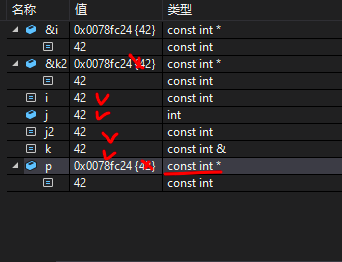 名称 值 类型
&i 0x0078fc24 {42} const int *
42 const int
&k2 0x0078fc24 {42} const int *
42 const int
i 42 const int
j 42 int
j2 42 const int
k 42 const int &
p 0x0078fc24 {42} const int *
42 const int